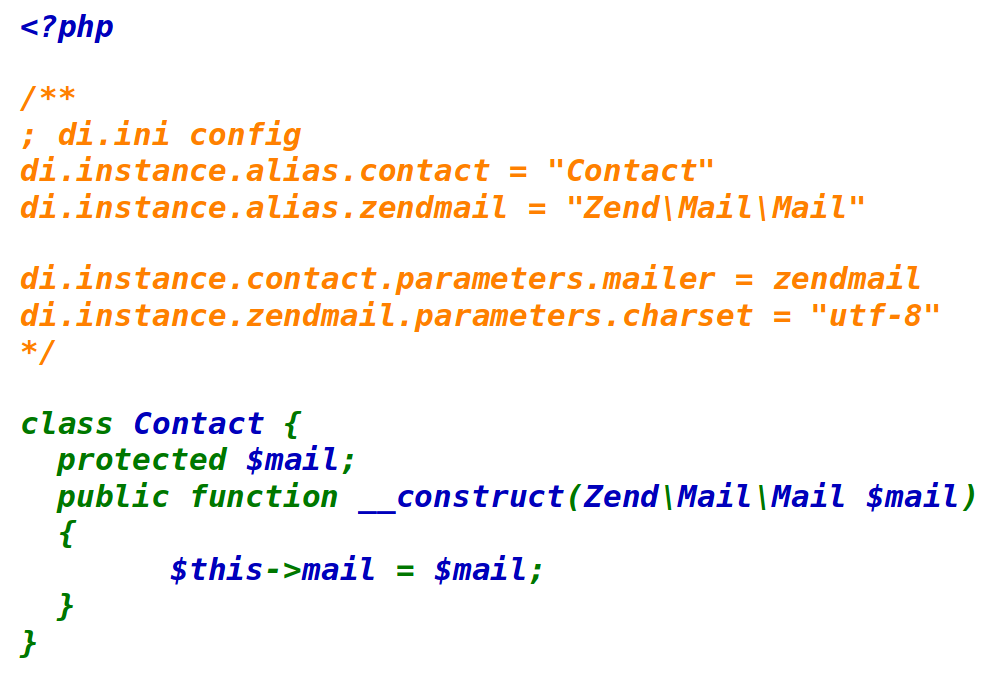 <?php
/**
; di.ini config
di.instance.alias.contact = "Contact"
di.instance.alias.zendmail = "Zend\Mail\Mail"
di.instance.contact.parameters.mailer = zendmail
di.instance.zendmail.parameters.charset = "utf-8"
*/
class Contact {
  protected $mail;
  public function __construct(Zend\Mail\Mail $mail)
  {
        $this->mail = $mail;
  }
}